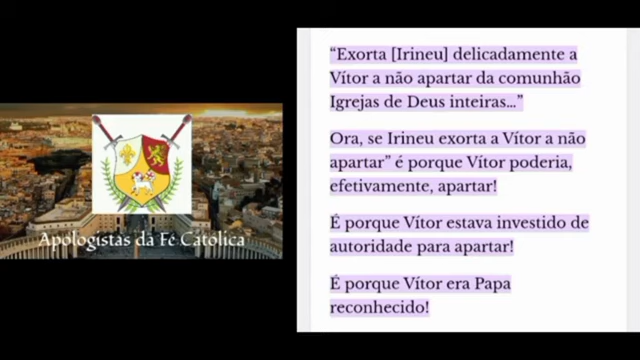 Apologistas da Fé Católica
“Exorta [Irineu] delicadamente a
Vítor a não apartar da comunhão
Igrejas de Deus inteiras...”
Ora, se Irineu exorta a Vítor a não
apartar” é porque Vítor poderia,
efetivamente, apartar!
É porque Vítor estava investido de
autoridade para apartar!
É porque Vítor era Papa
reconhecido!